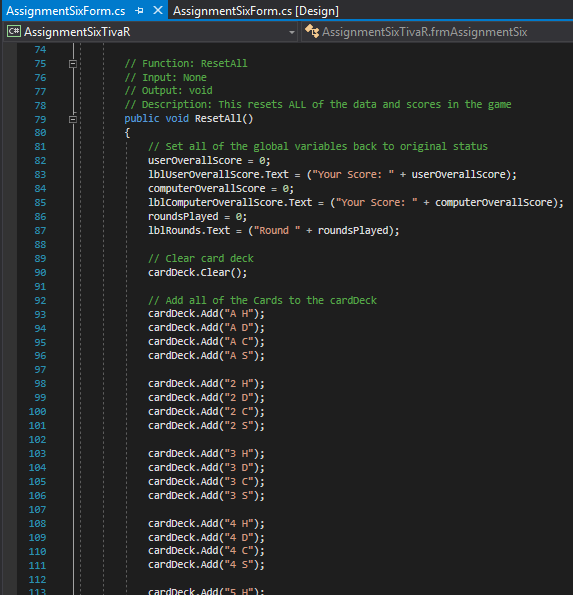 AssignmentSixForm.cs AssignmentSixForm.cs [Design]
C# AssignmentSixTivaR AssignmentSixTivaR.frmAssignmentSix
74
75 // Function: ResetAll
76 // Input: None
77 // Output: void
78 // Description: This resets ALL of the data and scores in the game
79 public void ResetAll()
80 {
81 // Set all of the global variables back to original status
82 userOverallScore = 0;
83 lblUserOverallScore.Text = ("Your Score: " + userOverallScore);
84 computerOverallScore = 0;
85 lblComputerOverallScore.Text = ("Your Score: " + computerOverallScore);
86 roundsPlayed = 0;
87 lblRounds.Text = ("Round " + roundsPlayed);
88
89 // Clear card deck
90 cardDeck.Clear();
91
92 // Add all of the Cards to the cardDeck
93 cardDeck.Add("A H");
94 cardDeck.Add("A D");
95 cardDeck.Add("A C");
96 cardDeck.Add("A S");
97
98 cardDeck.Add("2 H");
99 cardDeck.Add("2 D");
100 cardDeck.Add("2 C");
101 cardDeck.Add("2 S");
102
103 cardDeck.Add("3 H");
104 cardDeck.Add("3 D");
105 cardDeck.Add("3 C");
106 cardDeck.Add("3 S");
107
108 cardDeck.Add("4 H");
109 cardDeck.Add("4 D");
110 cardDeck.Add("4 C");
111 cardDeck.Add("4 S");
112
113 cardDeck.Add("5 H");